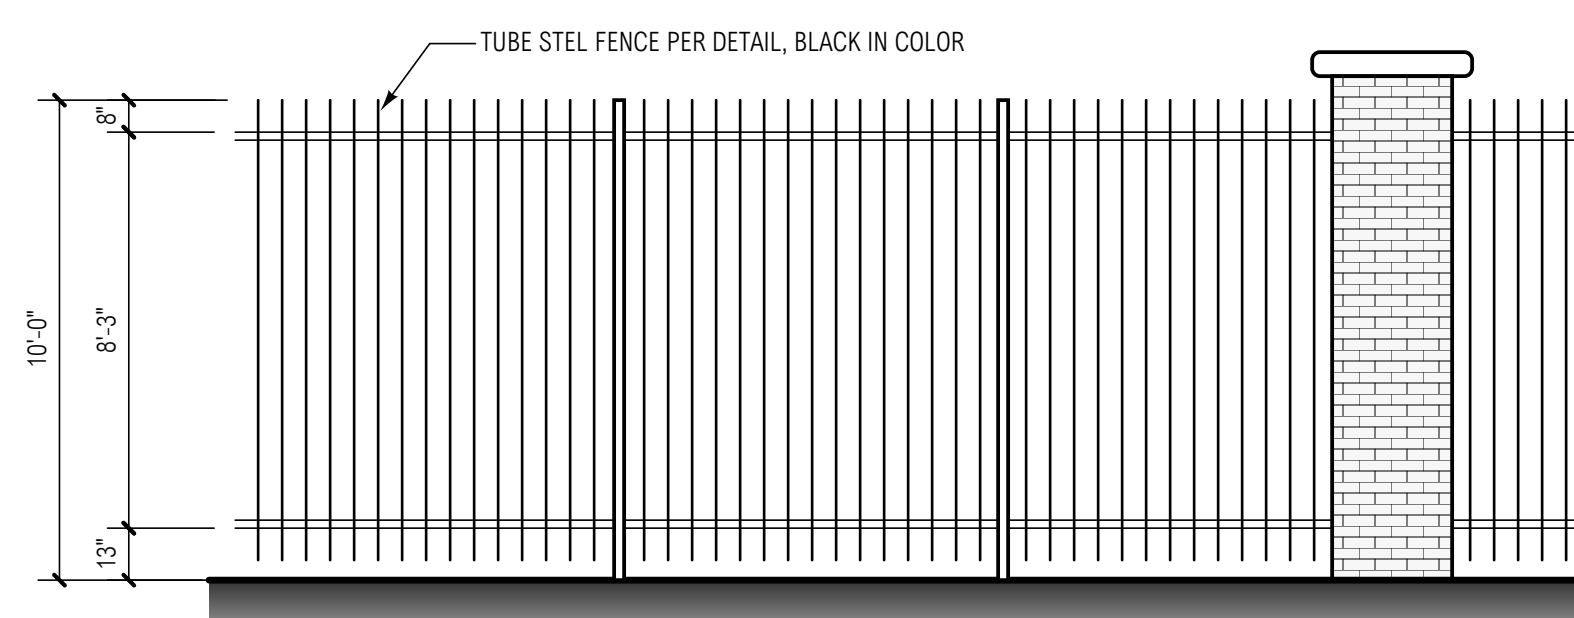 TUBE STEL FENCE PER DETAIL, BLACK IN COLOR
8"
8'-3"
10'-0"
13"